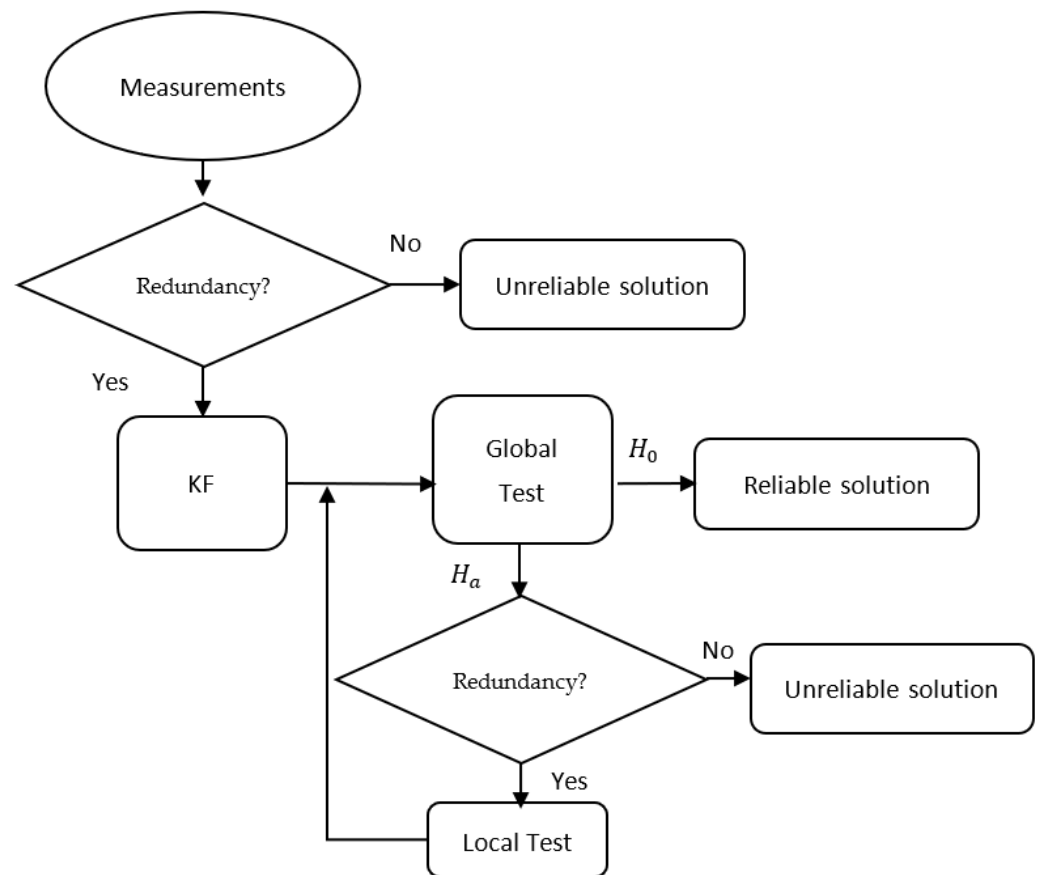 Measurements
No
Redundancy?
Unreliable solution
Yes
Global
Test
H₀
KF
Reliable solution
Hₐ
No
Redundancy?
Unreliable solution
Yes
Local Test